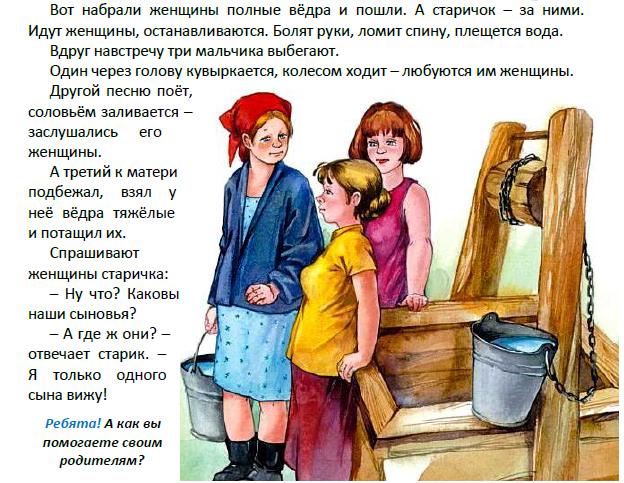 Вот набрали женщины полные вёдра и пошли. А старичок – за ними.
Идут женщины, останавливаются. Болят руки, ломит спину, плещется вода.
Вдруг навстречу три мальчика выбегают.
Один через голову кувыркается, колесом ходит – любуются им женщины.
Другой песню поёт,
соловьём заливается –
заслушались его
женщины.
А третий к матери
подбежал, взял у
неё вёдра тяжёлые
и потащил их.
Спрашивают
женщины старичка:
– Ну что? Каковы
наши сыновья?
– А где ж они? –
отвечает старик. –
Я только одного
сына вижу!
Ребята! А как вы
помогаете своим
родителям?